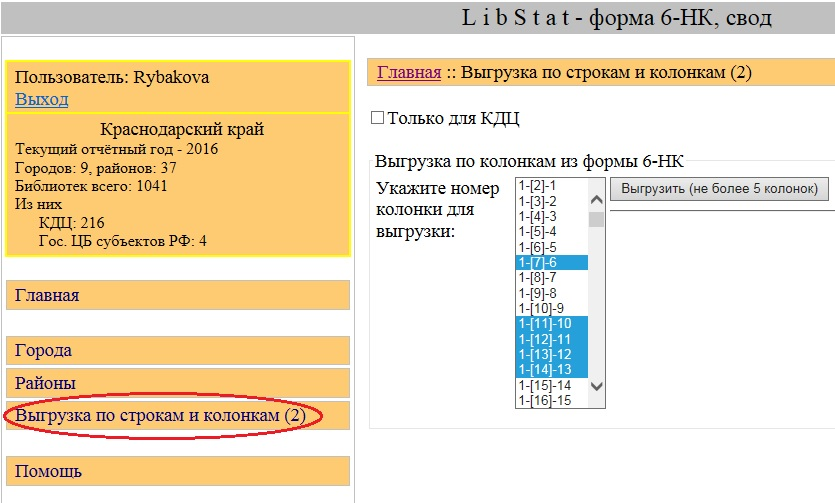 L i b S t a t - форма 6-НК, свод
Пользователь: Rybakova
Выход
Краснодарский край
Текущий отчётный год - 2016
Городов: 9, районов: 37
Библиотек всего: 1041
Из них
КДЦ: 216
Гос. ЦБ субъектов РФ: 4
Главная
Города
Районы
Выгрузка по строкам и колонкам (2)
Помощь
Главная :: Выгрузка по строкам и колонкам (2)
Только для КДЦ
Выгрузка по колонкам из формы 6-НК
Укажите номер
колонки для
выгрузки:
1-[2]-1
1-[3]-2
1-[4]-3
1-[5]-4
1-[6]-5
1-[7]-6
1-[8]-7
1-[9]-8
1-[10]-9
1-[11]-10
1-[12]-11
1-[13]-12
1-[14]-13
1-[15]-14
1-[16]-15
Выгрузить (не более 5 колонок)